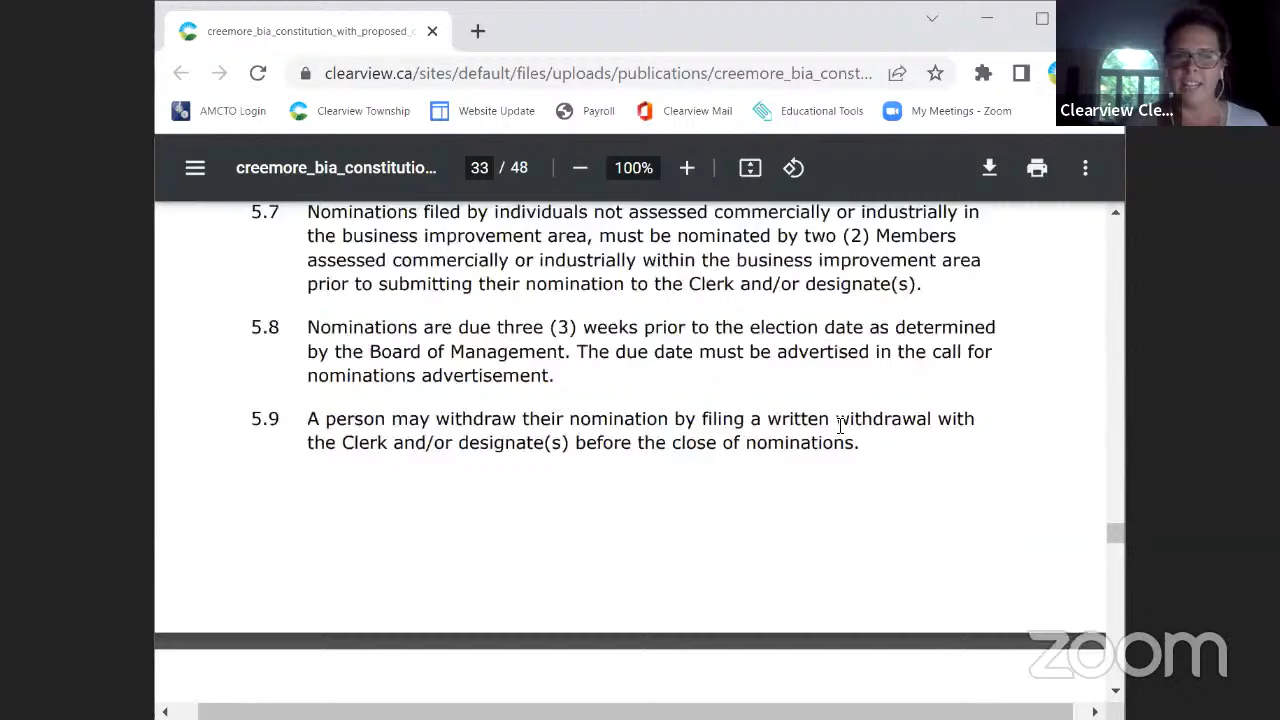 creemore_bia_constitution_with_proposed_c
clearview.ca/sites/default/files/uploads/publications/creemore_bia_const...
AMCTO Login Clearview Township Website Update Payroll Clearview Mail Educational Tools My Meetings - Zoom
Clearview Cle...
creemore_bia_constitutio... 33 / 48 100%
5.7 Nominations filed by individuals not assessed commercially or industrially in
the business improvement area, must be nominated by two (2) Members
assessed commercially or industrially within the business improvement area
prior to submitting their nomination to the Clerk and/or designate(s).
5.8 Nominations are due three (3) weeks prior to the election date as determined
by the Board of Management. The due date must be advertised in the call for
nominations advertisement.
5.9 A person may withdraw their nomination by filing a written withdrawal with
the Clerk and/or designate(s) before the close of nominations.
zoom